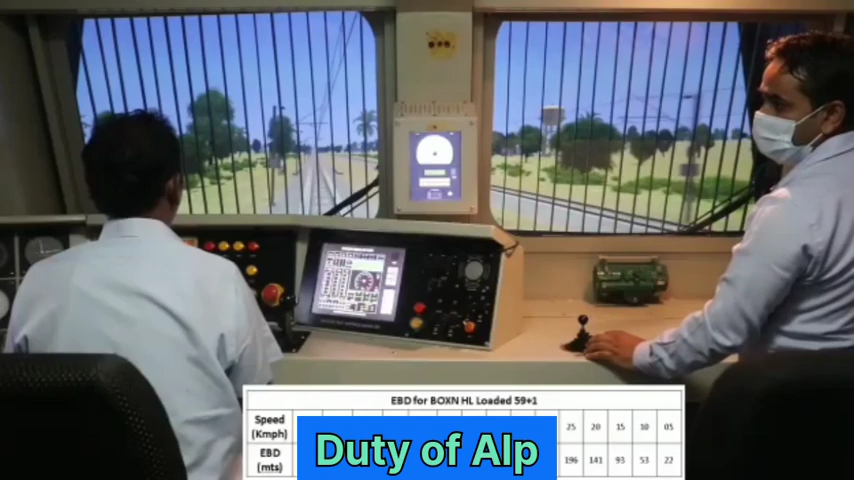 EBD for BOXN HL Loaded 59+1
Speed (Kmph) 25 20 15 10 05
EBD (mts) 196 141 93 53 22
Duty of Alp